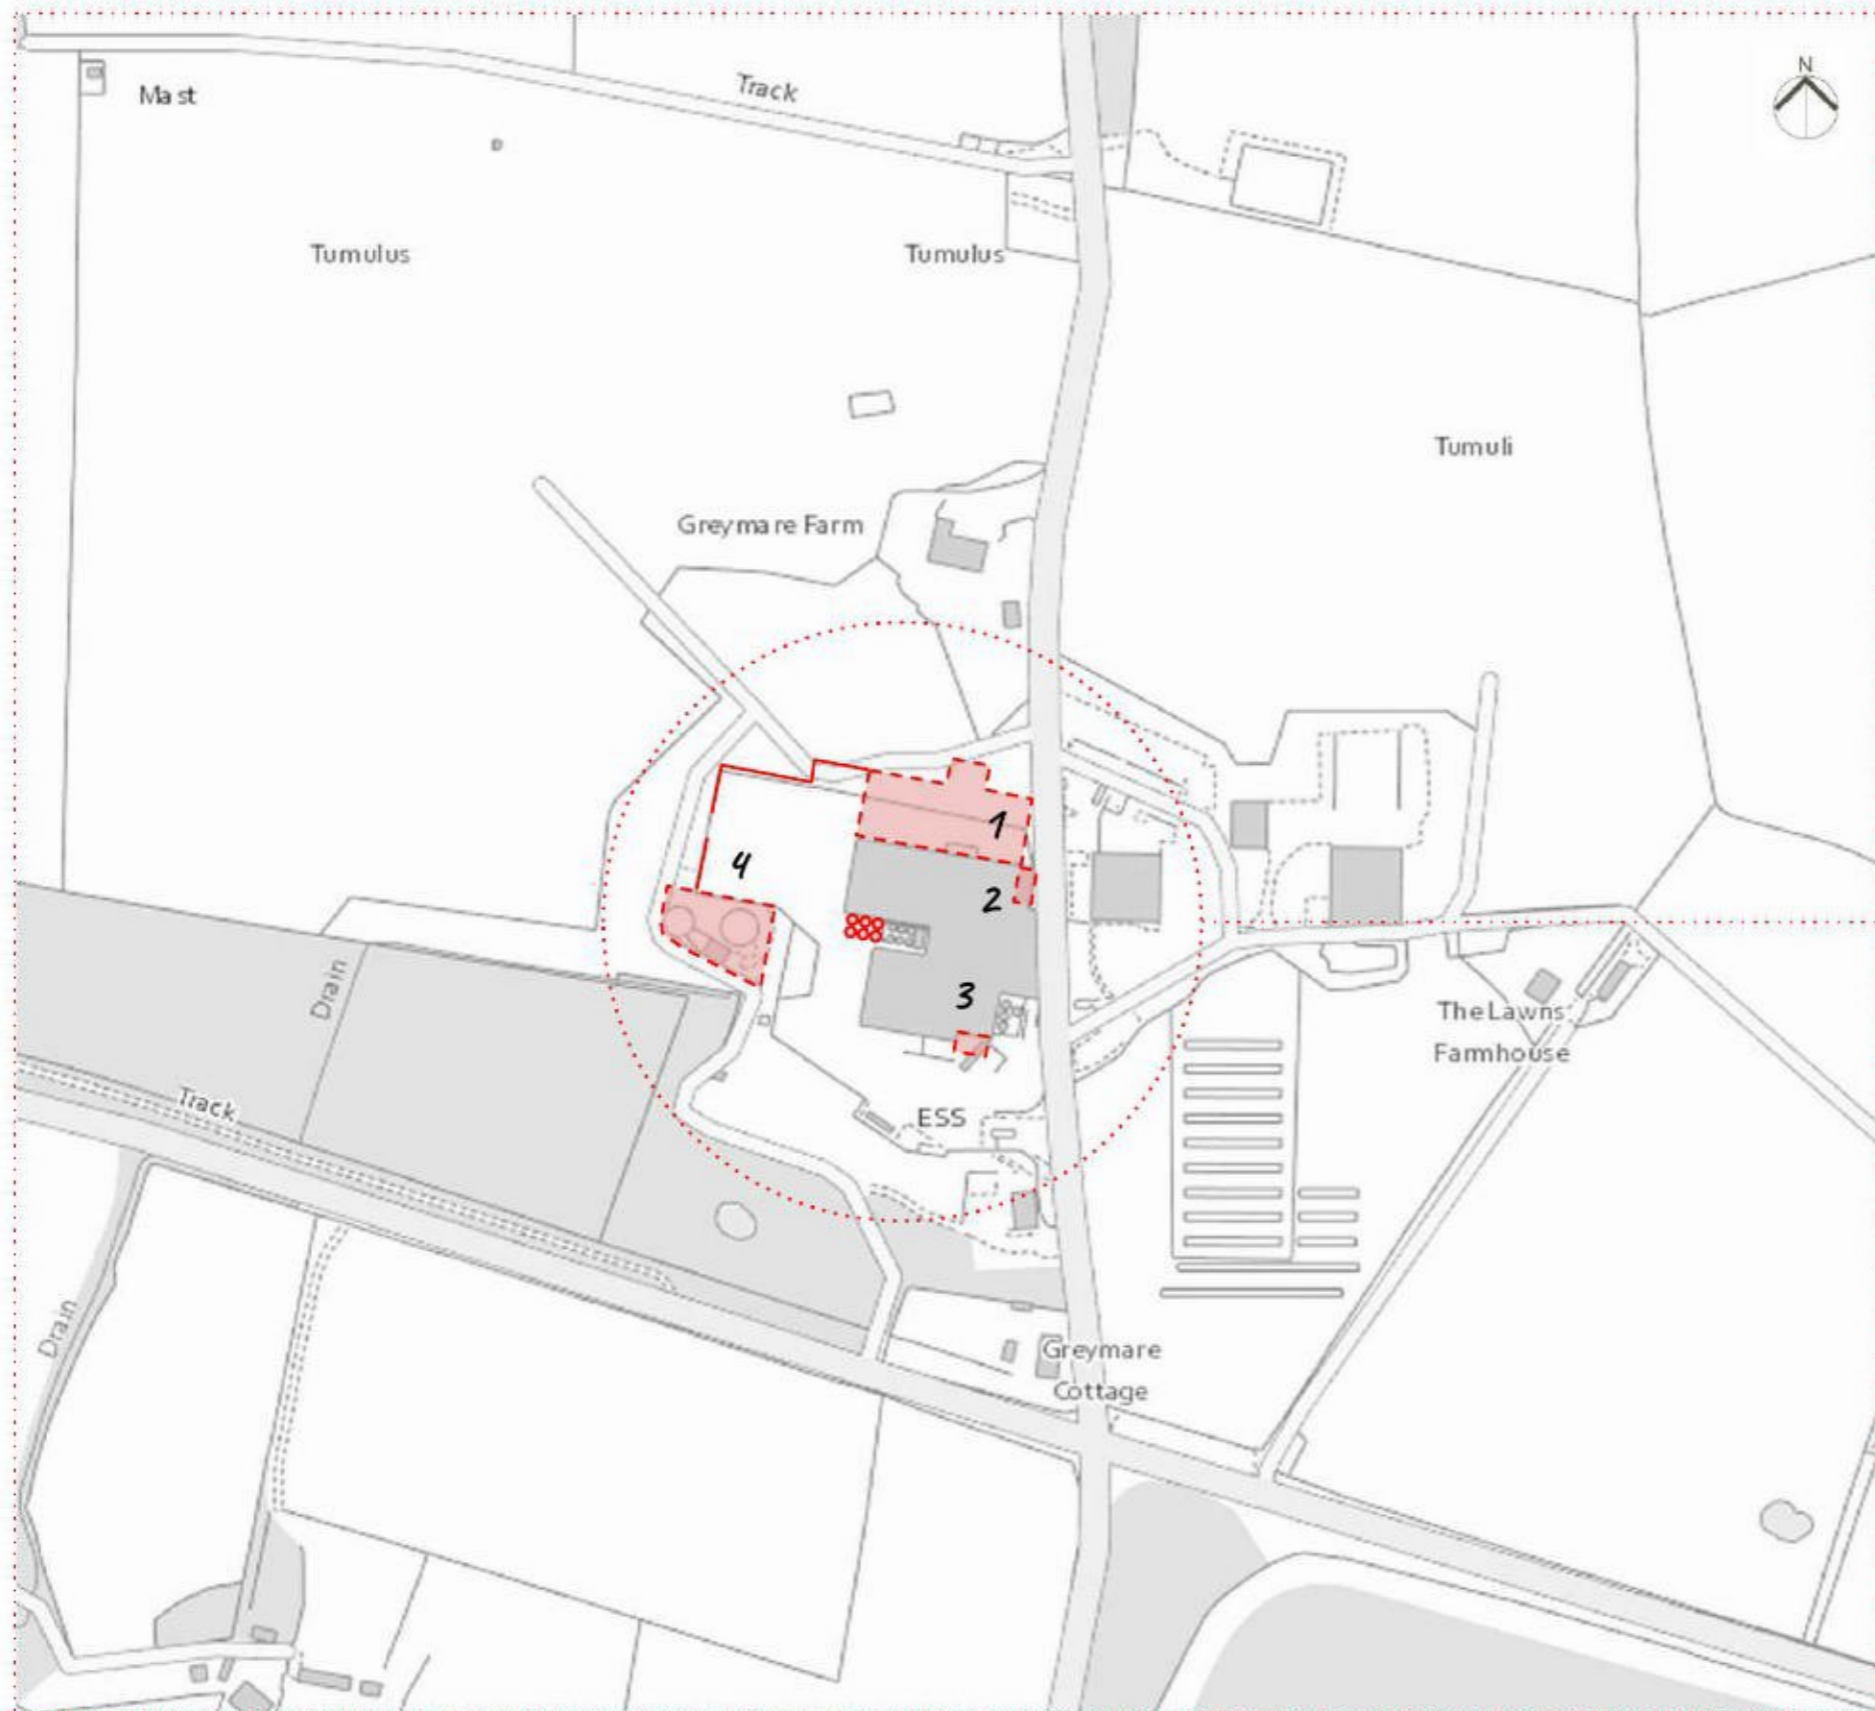 N
Track
Mast
Tumulus
Tumulus
Tumuli
Greymare Farm
1
4
2
3
Drain
The Lawns
Farmhouse
Track
ESS
Drain
Greymare
Cottage